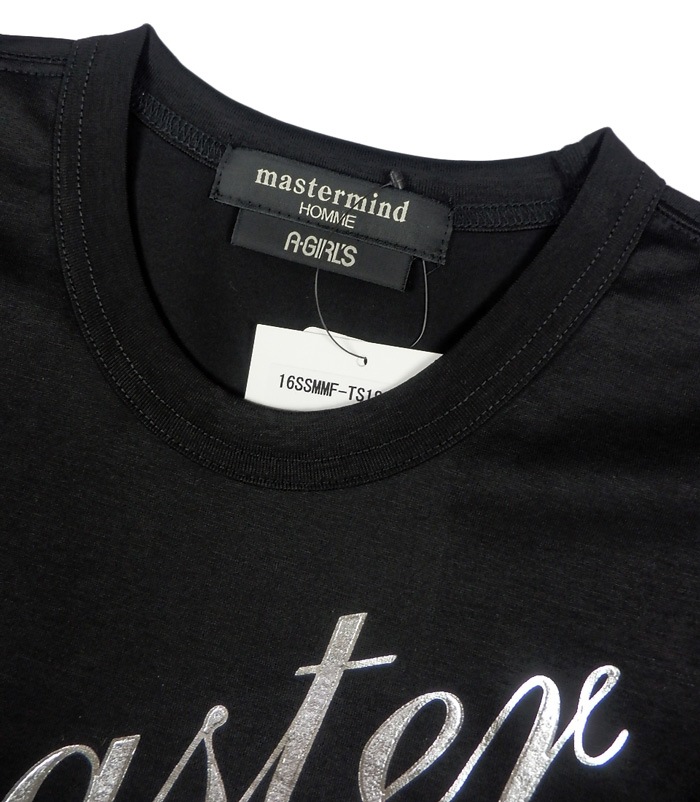 mastermind
HOMME
A·GIRL'S
16SSMMF-TS1
aster